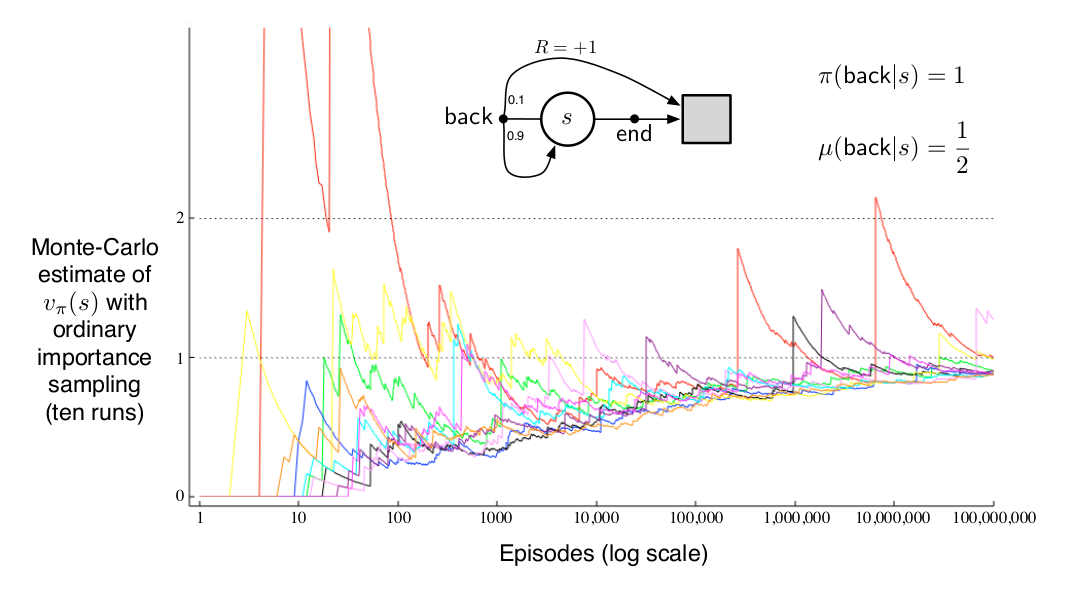 R = +1
π(back|s) = 1
0.1
back
s
0.9
end
μ(back|s) = 1/2
2
Monte-Carlo
estimate of
vπ(s) with
ordinary
importance
sampling
(ten runs)
1
0
1 10 100 1000 10,000 100,000 1,000,000 10,000,000 100,000,000
Episodes (log scale)